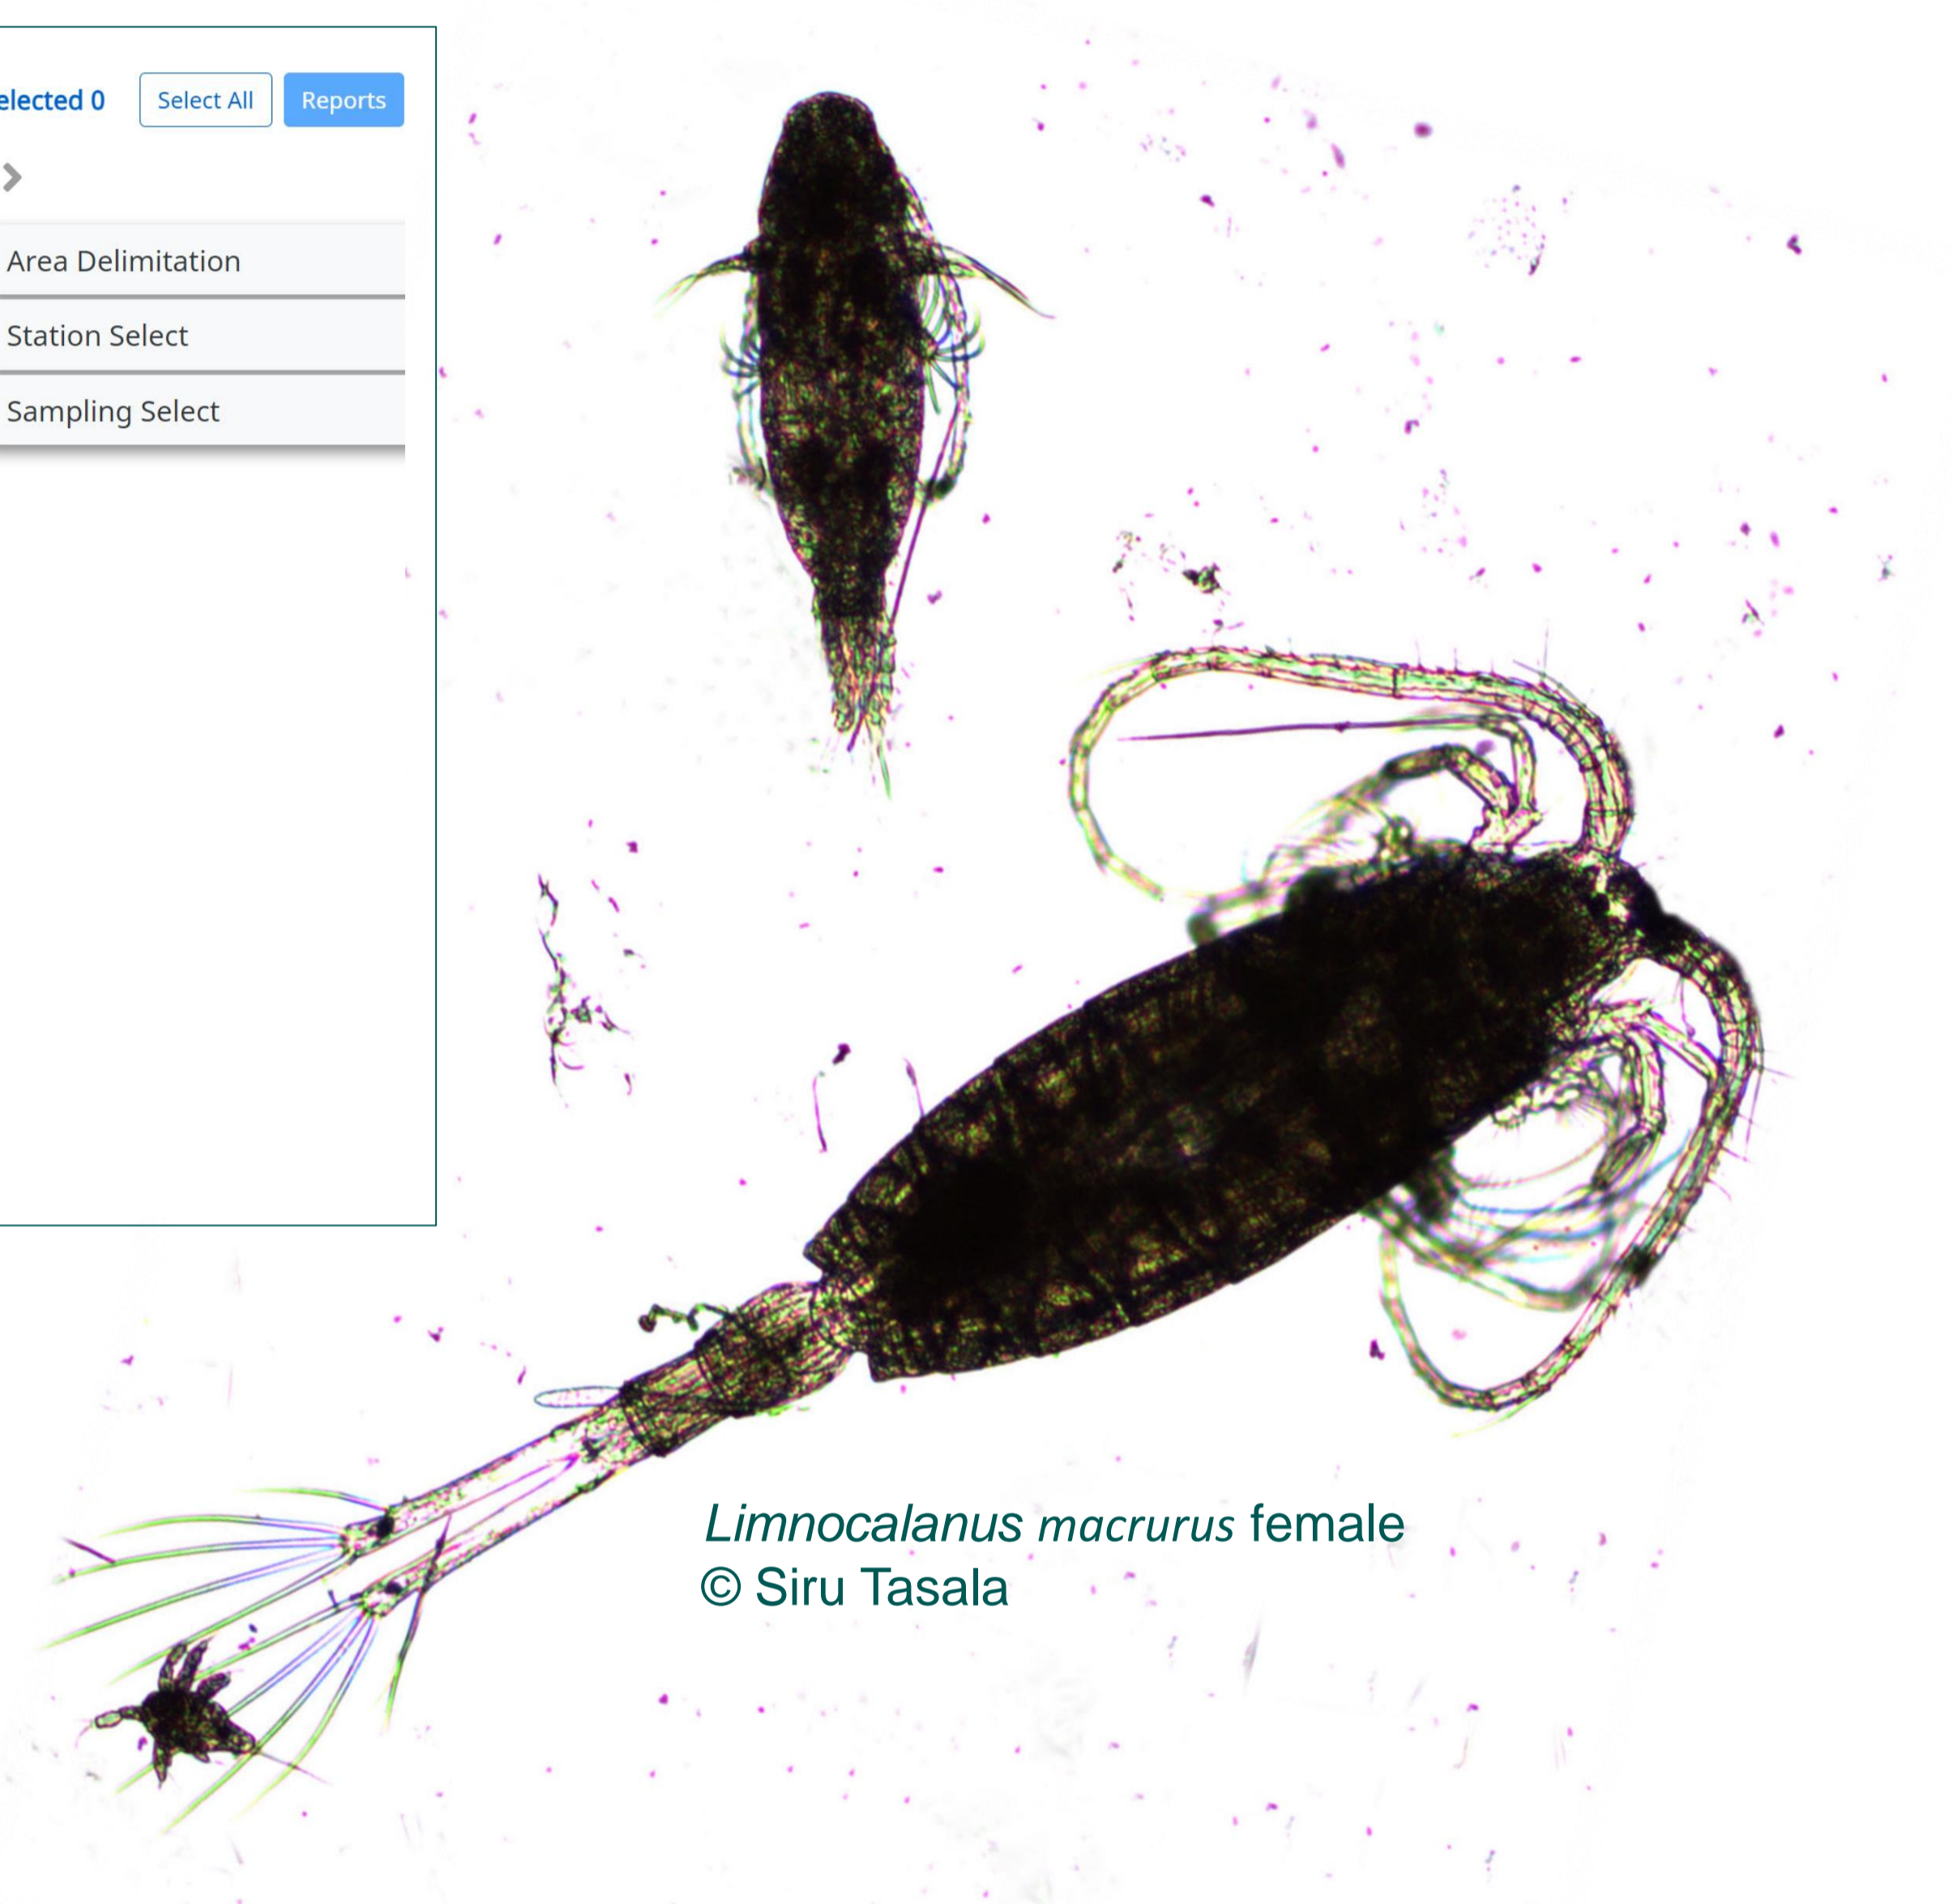 elected 0
Select All
Reports
Area Delimitation
Station Select
Sampling Select
Limnocalanus macrurus female
© Siru Tasala